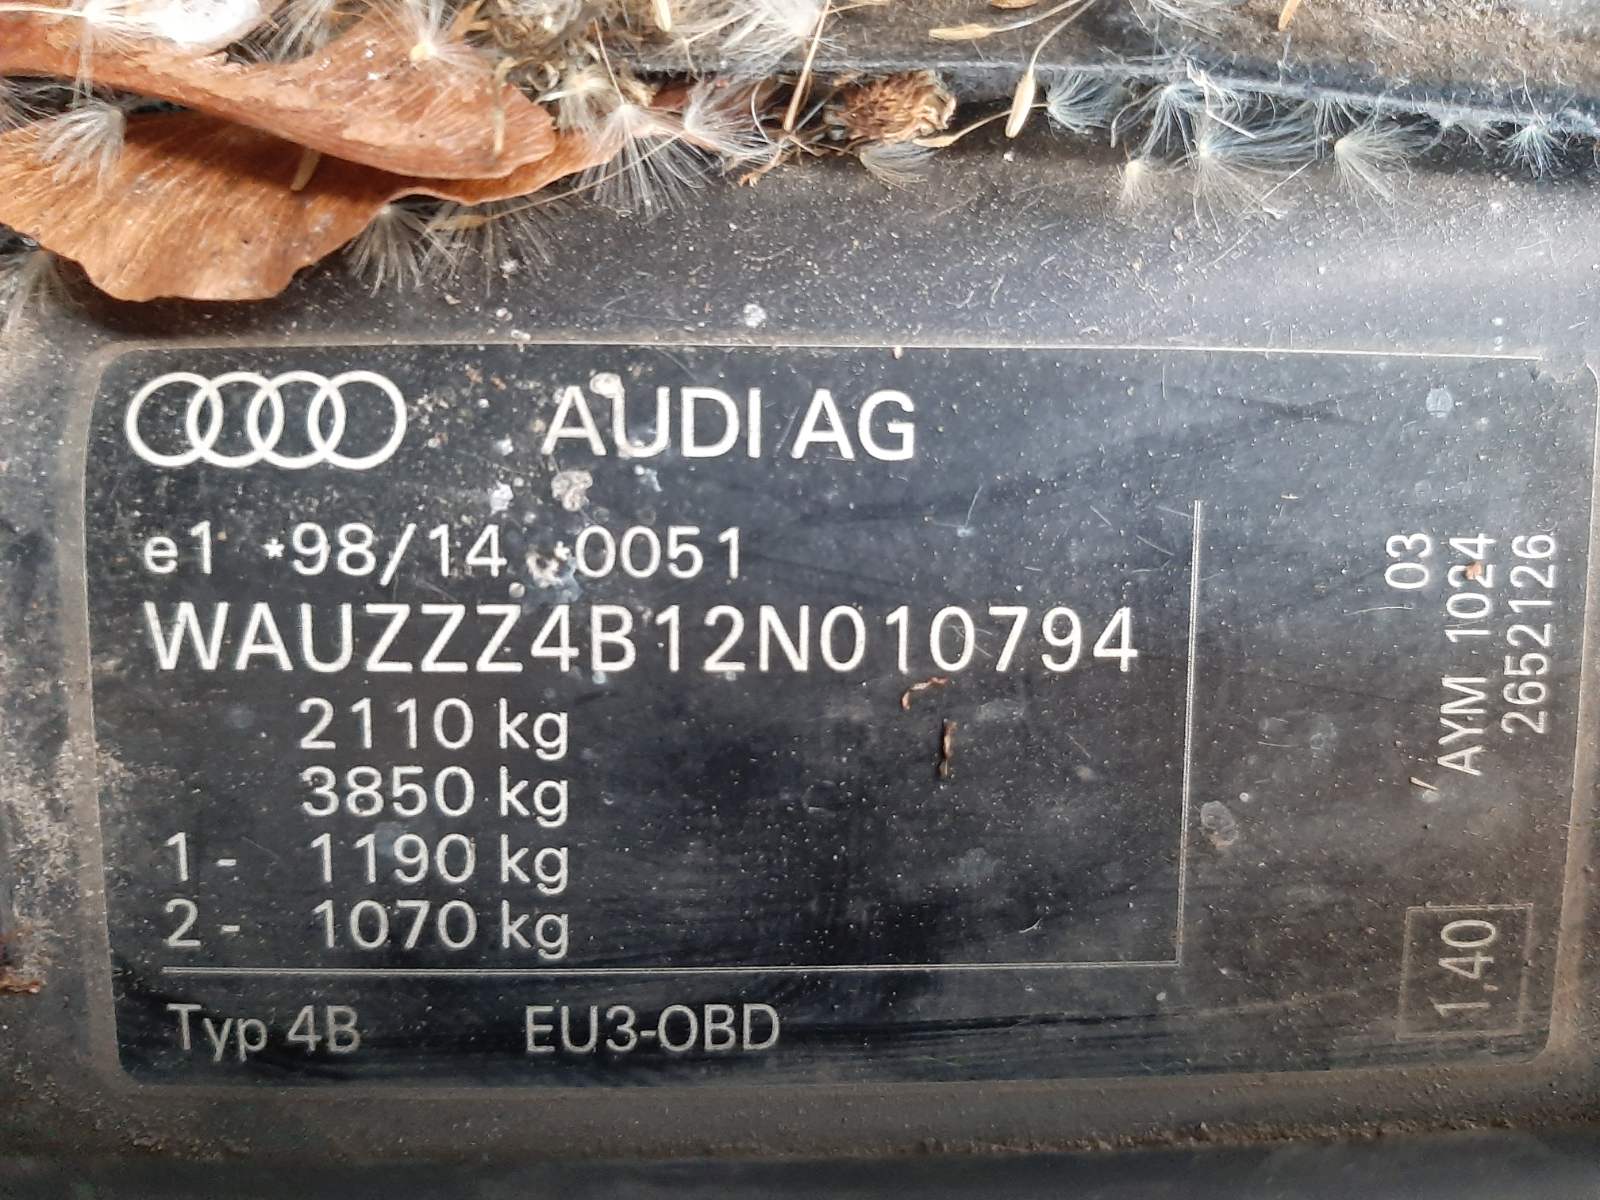 AUDI AG
e1 *98/14 *0051
WAUZZZ4B12N010794
2110 kg
3850 kg
1 - 1190 kg
2 - 1070 kg
Typ 4B EU3-OBD
03
AYM 1024
2652126
1,40